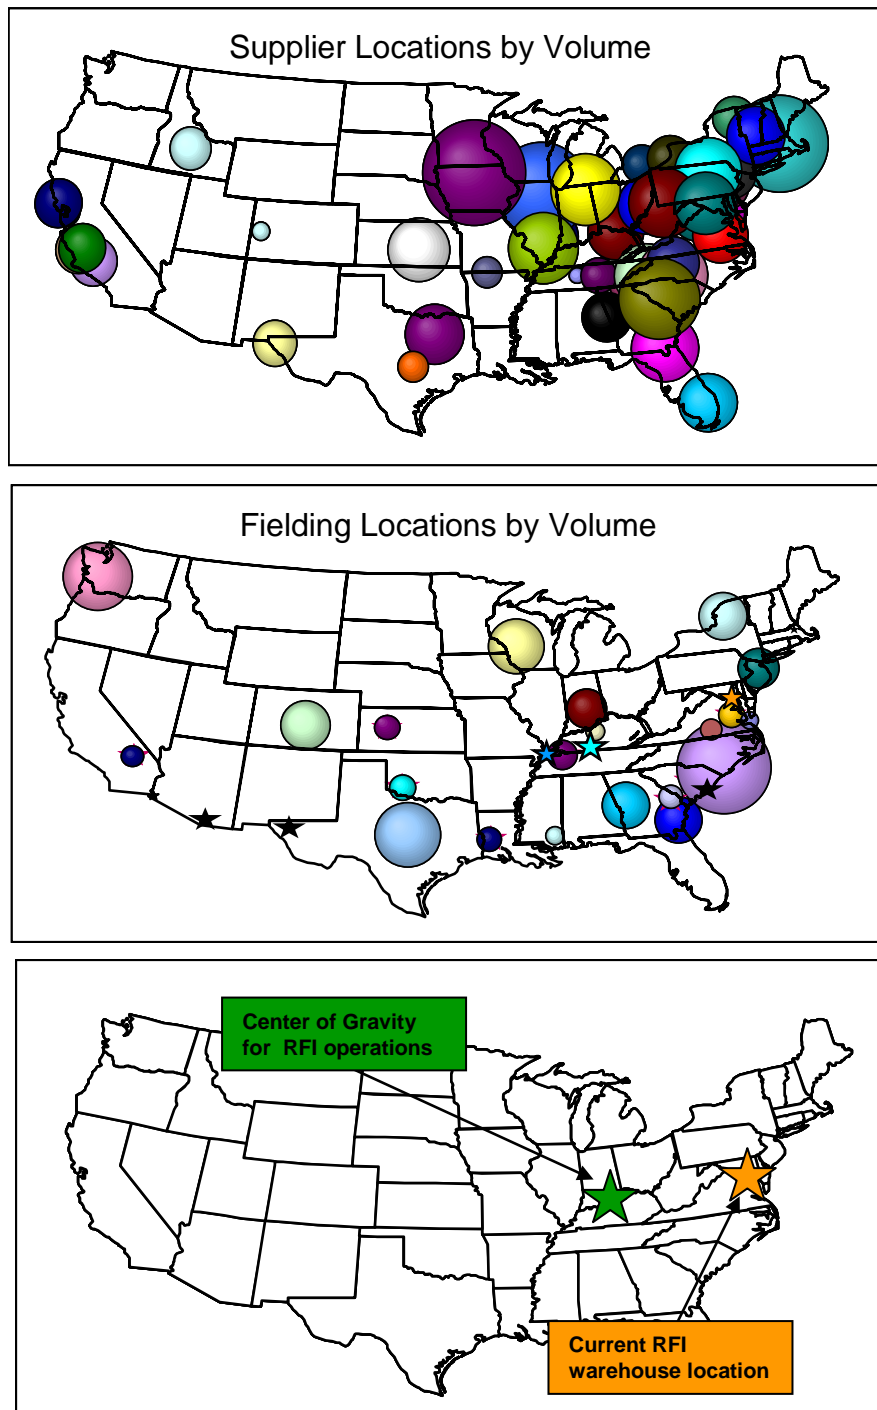 Supplier Locations by Volume
Fielding Locations by Volume
Center of Gravity
for RFI operations
Current RFI
warehouse location